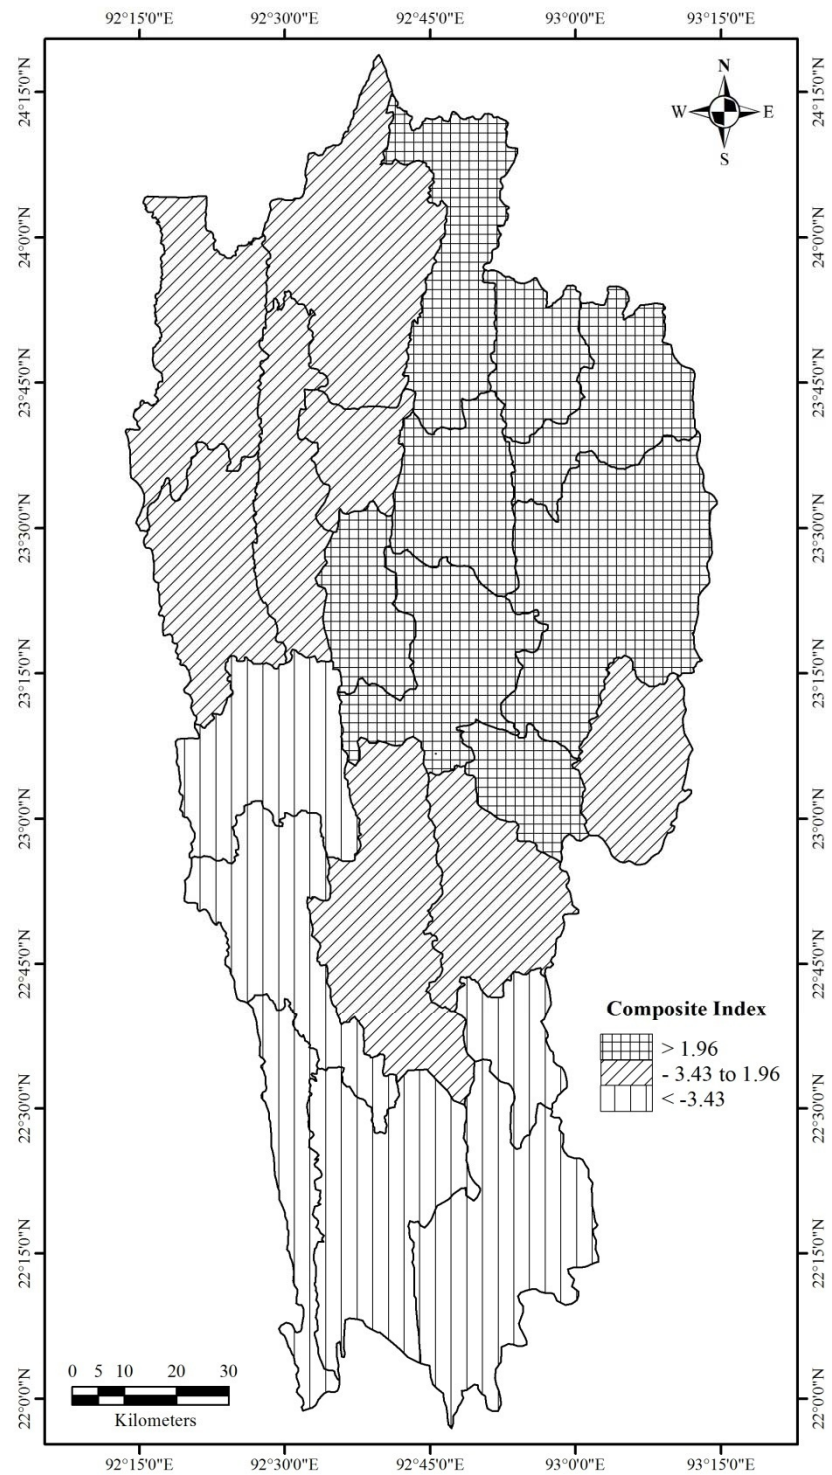 92°15'0"E 92°30'0"E 92°45'0"E 93°0'0"E 93°15'0"E
N
W E
S
24°15'0"N 24°15'0"N
24°0'0"N 24°0'0"N
23°45'0"N 23°45'0"N
23°30'0"N 23°30'0"N
23°15'0"N 23°15'0"N
23°0'0"N 23°0'0"N
22°45'0"N 22°45'0"N
Composite Index
> 1.96
- 3.43 to 1.96
< -3.43
22°30'0"N 22°30'0"N
22°15'0"N 22°15'0"N
0 5 10 20 30
Kilometers
22°0'0"N 22°0'0"N
92°15'0"E 92°30'0"E 92°45'0"E 93°0'0"E 93°15'0"E